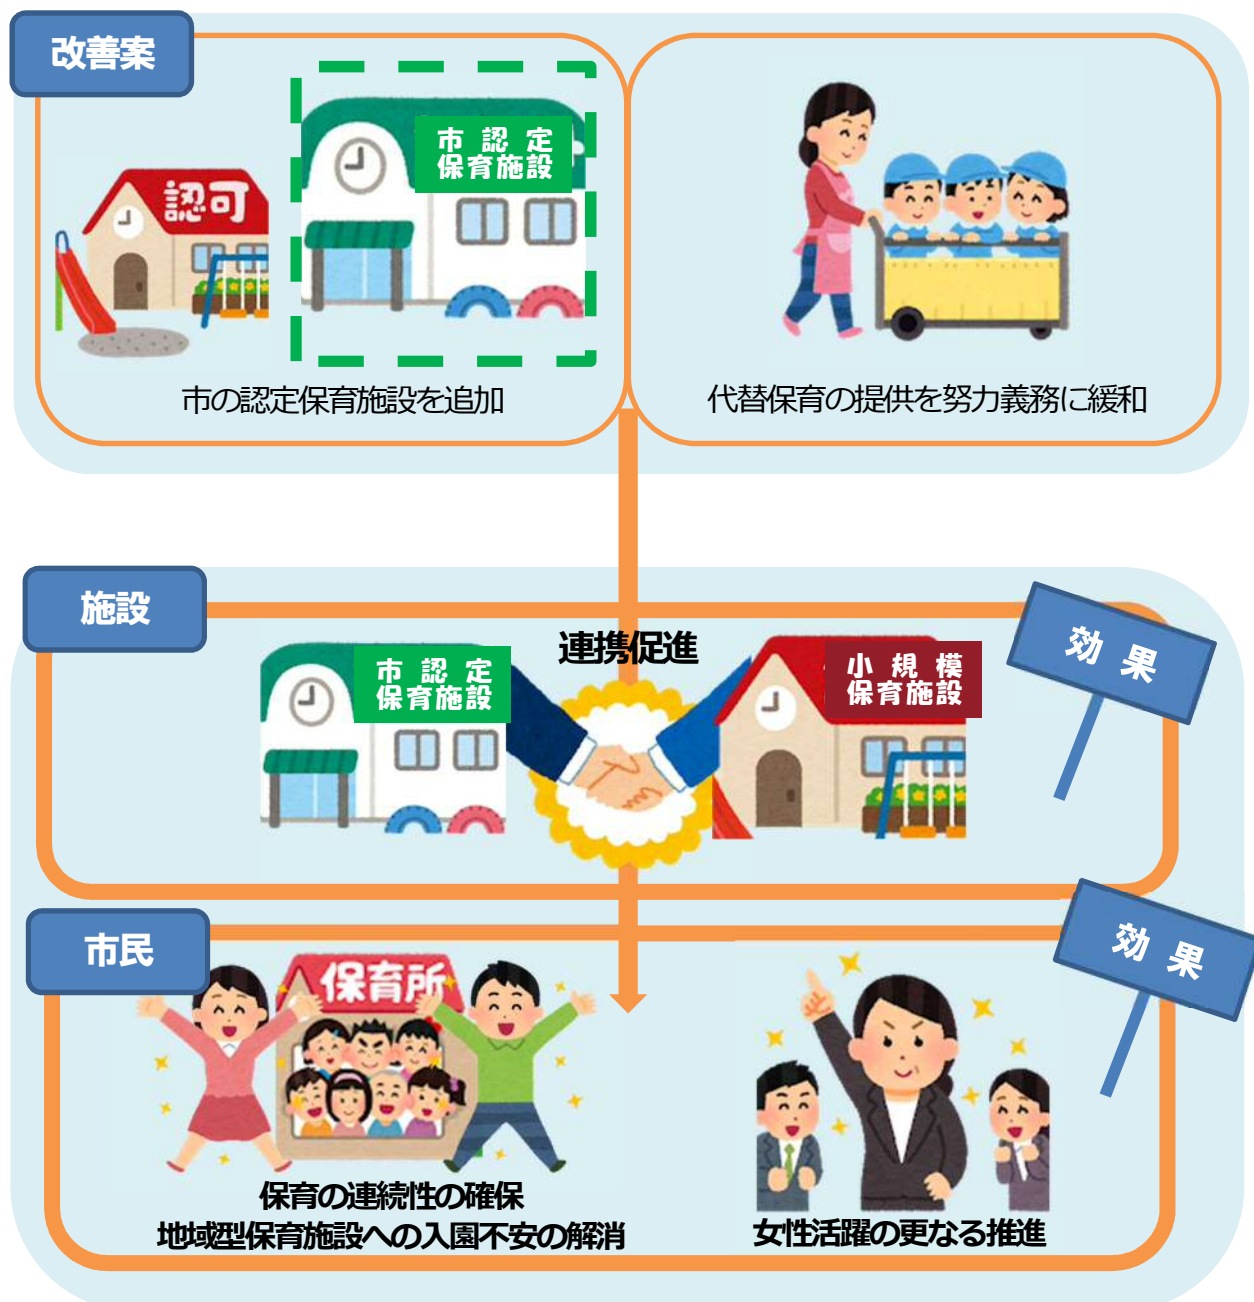 改善案
認可
市認定
保育施設
市の認定保育施設を追加
代替保育の提供を努力義務に緩和
施設
連携促進
市認定
保育施設
小規模
保育施設
効果
市民
効果
保育所
保育の連続性の確保
地域型保育施設への入園不安の解消
女性活躍の更なる推進